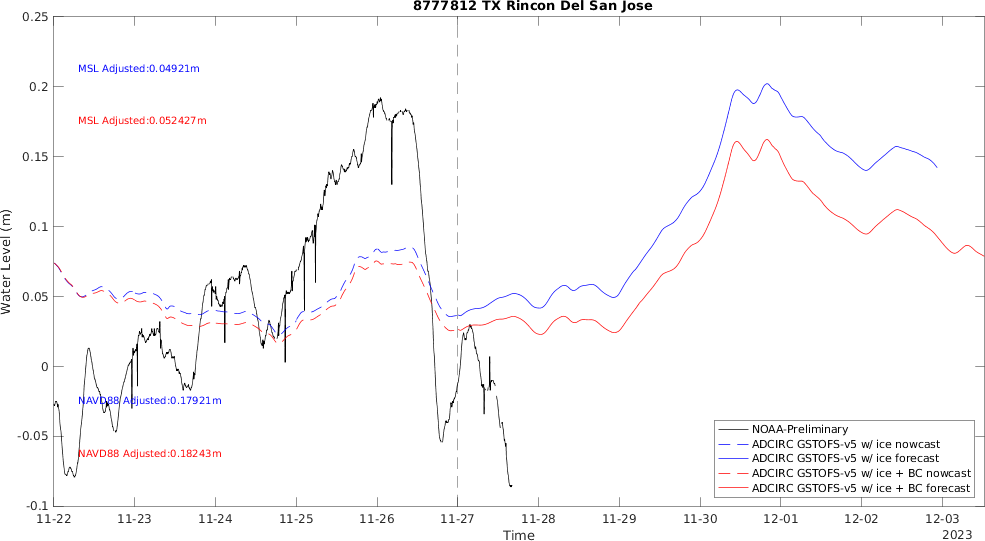 8777812 TX Rincon Del San Jose
0.25
0.2
0.15
0.1
0.05
0
-0.05
-0.1
Water Level (m)
MSL Adjusted:0.04921m
MSL Adjusted:0.052427m
NAVD88 Adjusted:0.17921m
NAVD88 Adjusted:0.18243m
NOAA-Preliminary
ADCIRC GSTOFS-v5 w/ ice nowcast
ADCIRC GSTOFS-v5 w/ ice forecast
ADCIRC GSTOFS-v5 w/ ice + BC nowcast
ADCIRC GSTOFS-v5 w/ ice + BC forecast
11-22 11-23 11-24 11-25 11-26 11-27 11-28 11-29 11-30 12-01 12-02 12-03
Time
2023